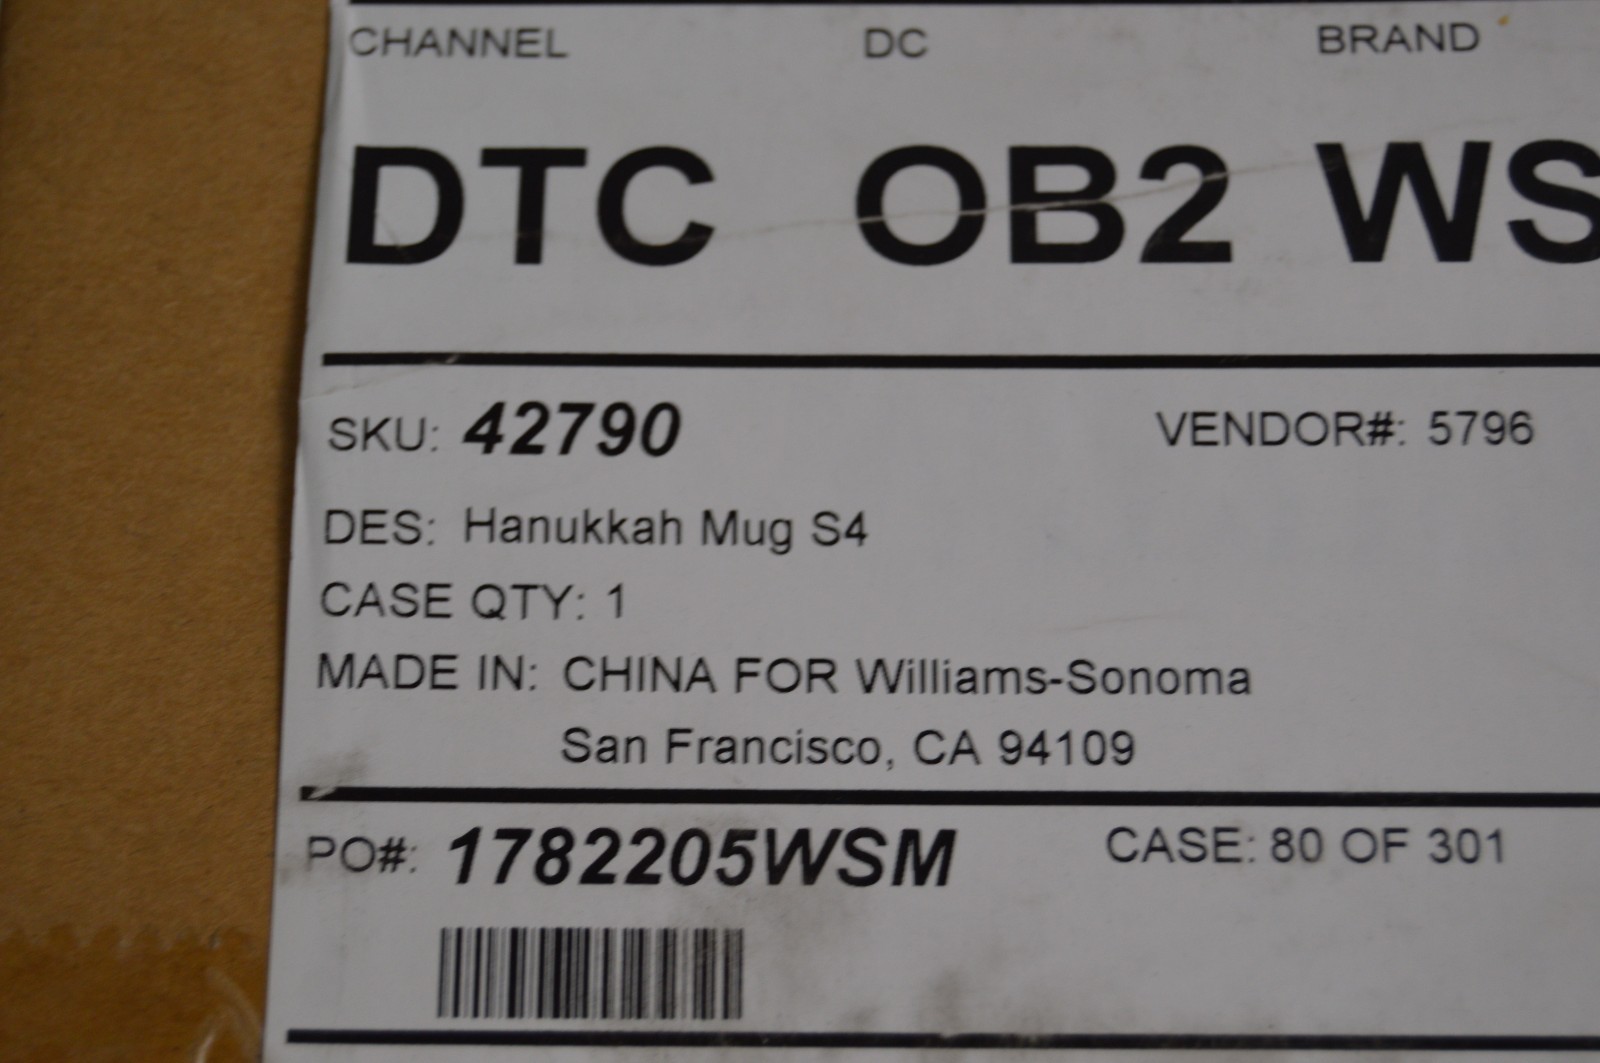 CHANNEL DC BRAND
DTC OB2 WS
SKU: 42790 VENDOR#: 5796
DES: Hanukkah Mug S4
CASE QTY: 1
MADE IN: CHINA FOR Williams-Sonoma
San Francisco, CA 94109
PO#: 1782205WSM CASE: 80 OF 301